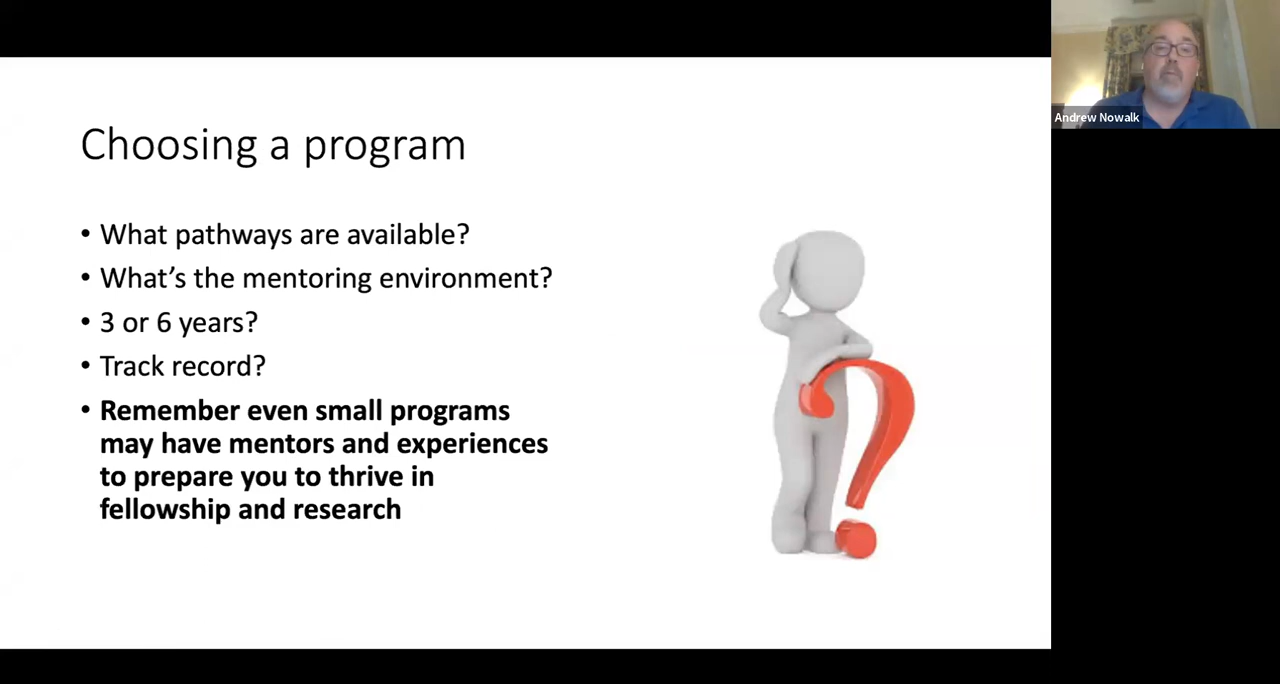 Choosing a program
• What pathways are available?
• What’s the mentoring environment?
• 3 or 6 years?
• Track record?
• Remember even small programs
may have mentors and experiences
to prepare you to thrive in
fellowship and research
Andrew Nowalk